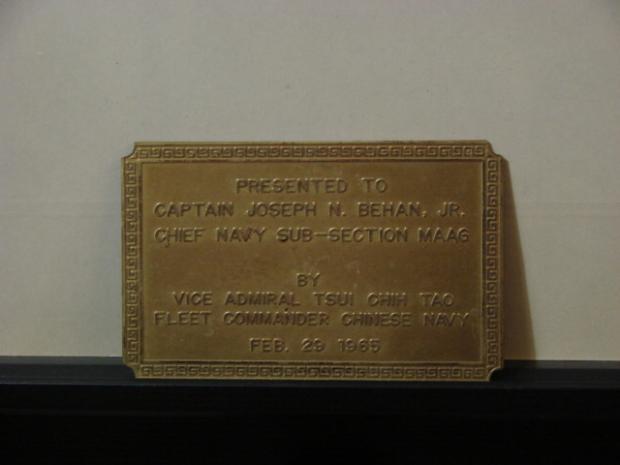 PRESENTED TO
CAPTAIN JOSEPH N. BEHAN, JR.
CHIEF NAVY SUB-SECTION MAAG
BY
VICE ADMIRAL TSUI CHIH TAO
FLEET COMMANDER CHINESE NAVY
FEB. 29 1965